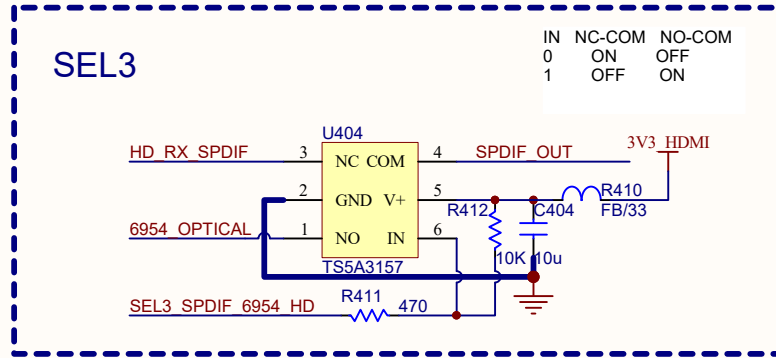 SEL3
IN NC-COM NO-COM
0 ON OFF
1 OFF ON
U404
3V3_HDMI
HD_RX_SPDIF 3 NC COM 4 SPDIF_OUT
2 GND V+ 5 R410
R412 C404 FB/33
6954_OPTICAL 1 NO IN 6
TS5A3157 10K 10u
R411
SEL3_SPDIF_6954_HD 470